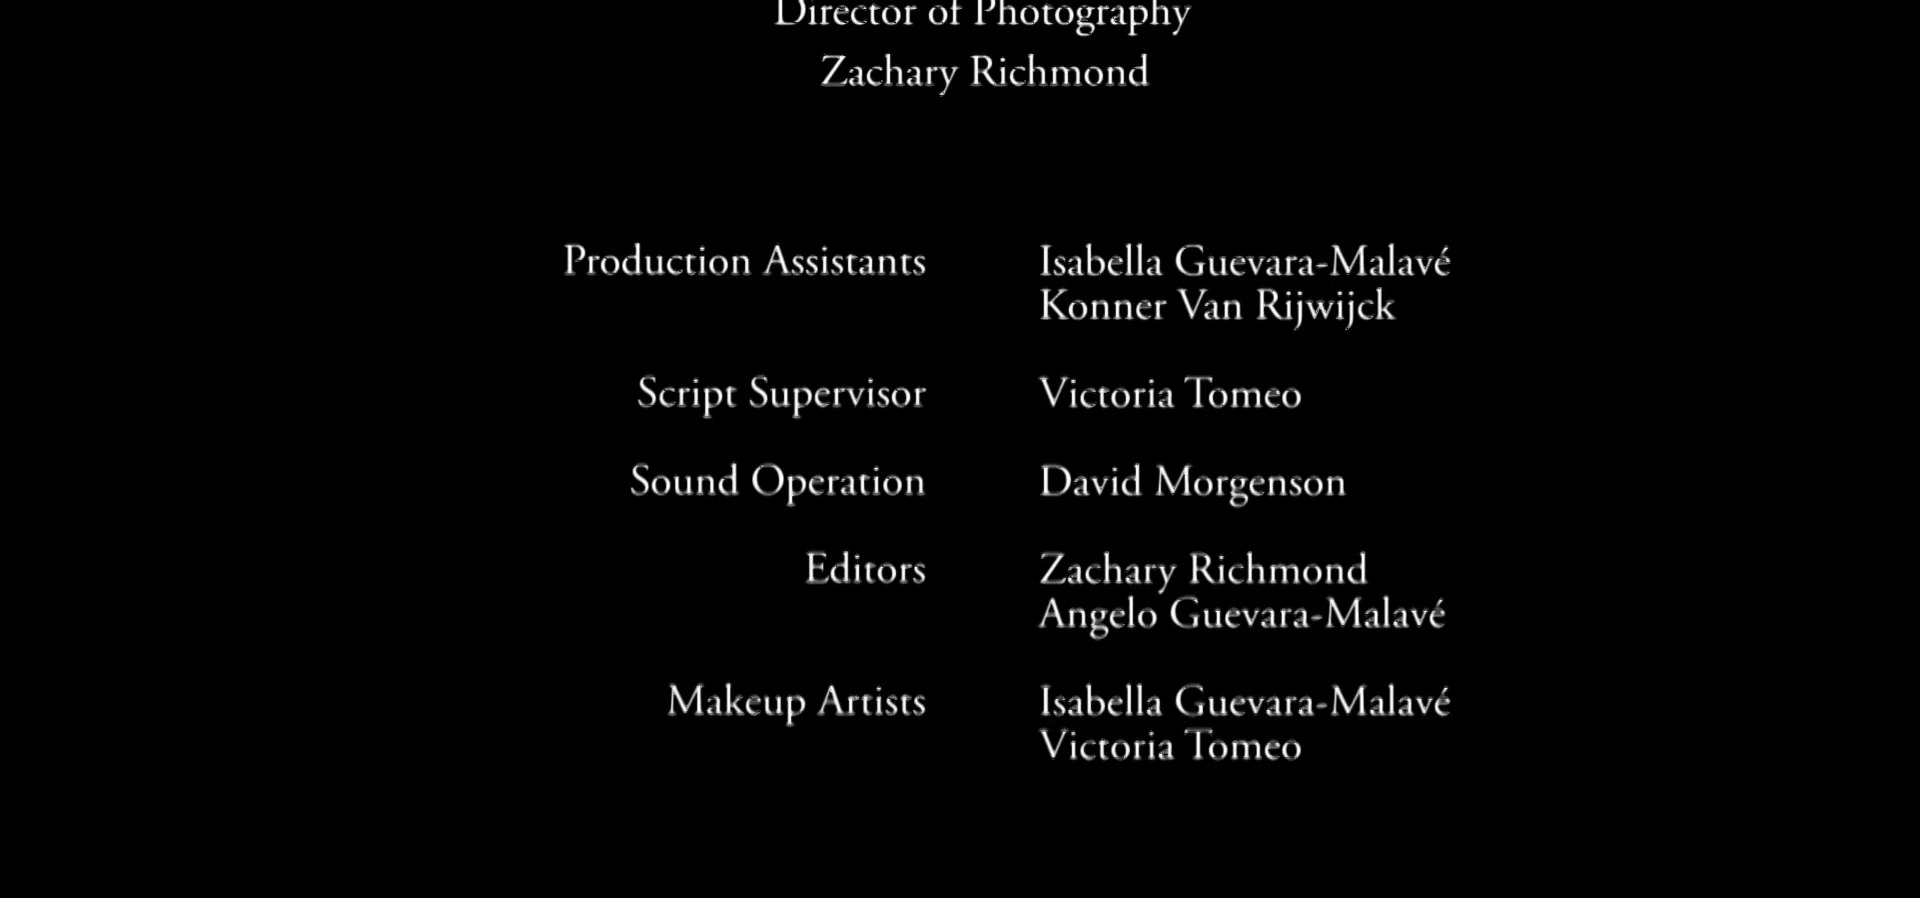 Director of Photography
Zachary Richmond
Production Assistants Isabella Guevara-Malavé
Konner Van Rijwijck
Script Supervisor Victoria Tomeo
Sound Operation David Morgenson
Editors Zachary Richmond
Angelo Guevara-Malavé
Makeup Artists Isabella Guevara-Malavé
Victoria Tomeo